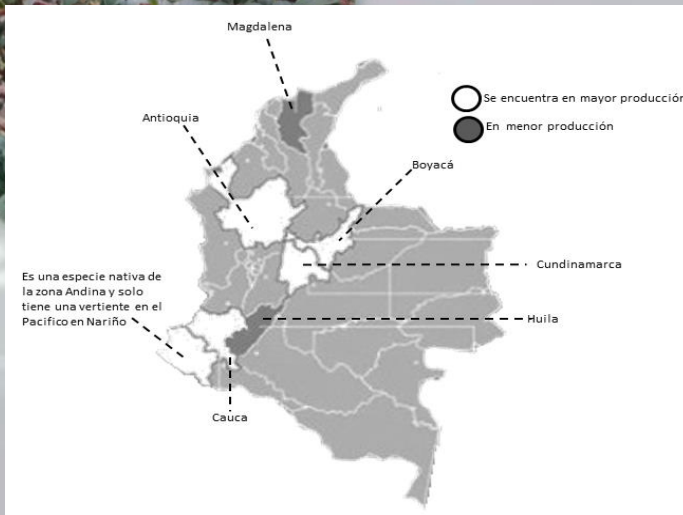 Magdalena
Se encuentra en mayor producción
En menor producción
Antioquia
Boyacá
Cundinamarca
Es una especie nativa de
la zona Andina y solo
tiene una vertiente en el
Pacifico en Nariño
Huila
Cauca